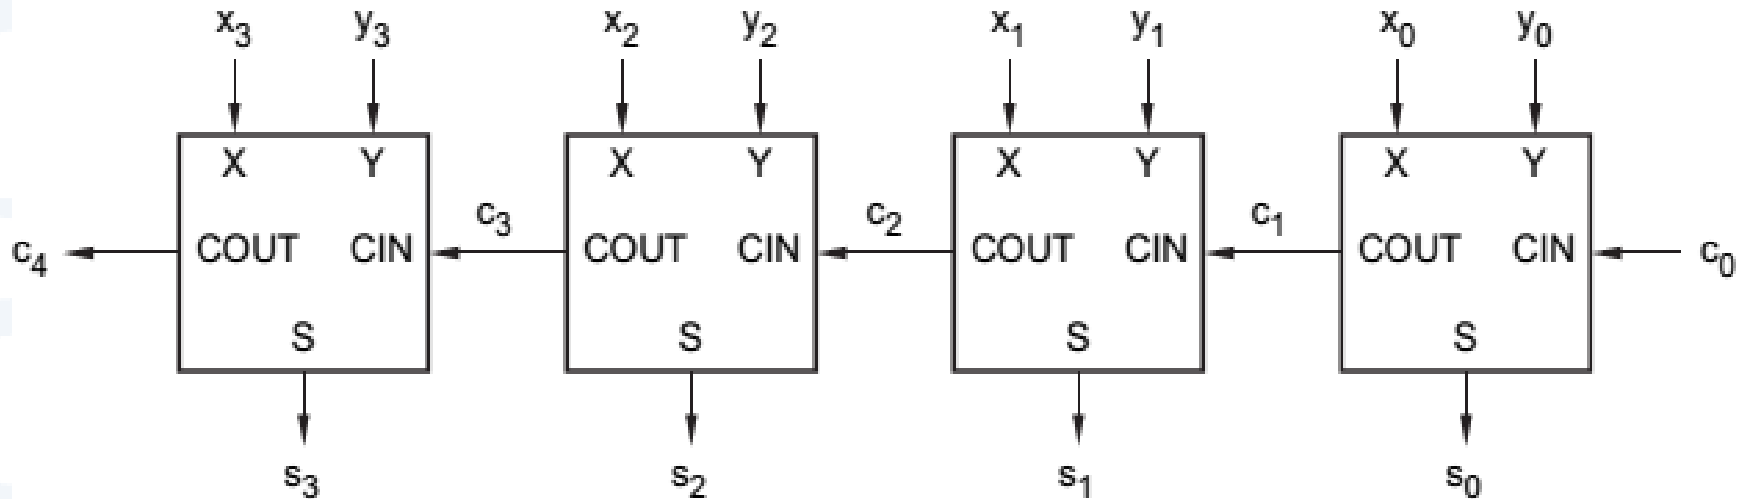 x₃ y₃ x₂ y₂ x₁ y₁ x₀ y₀
X Y X Y X Y X Y
c₄ COUT CIN c₃ COUT CIN c₂ COUT CIN c₁ COUT CIN c₀
S S S S
s₃ s₂ s₁ s₀